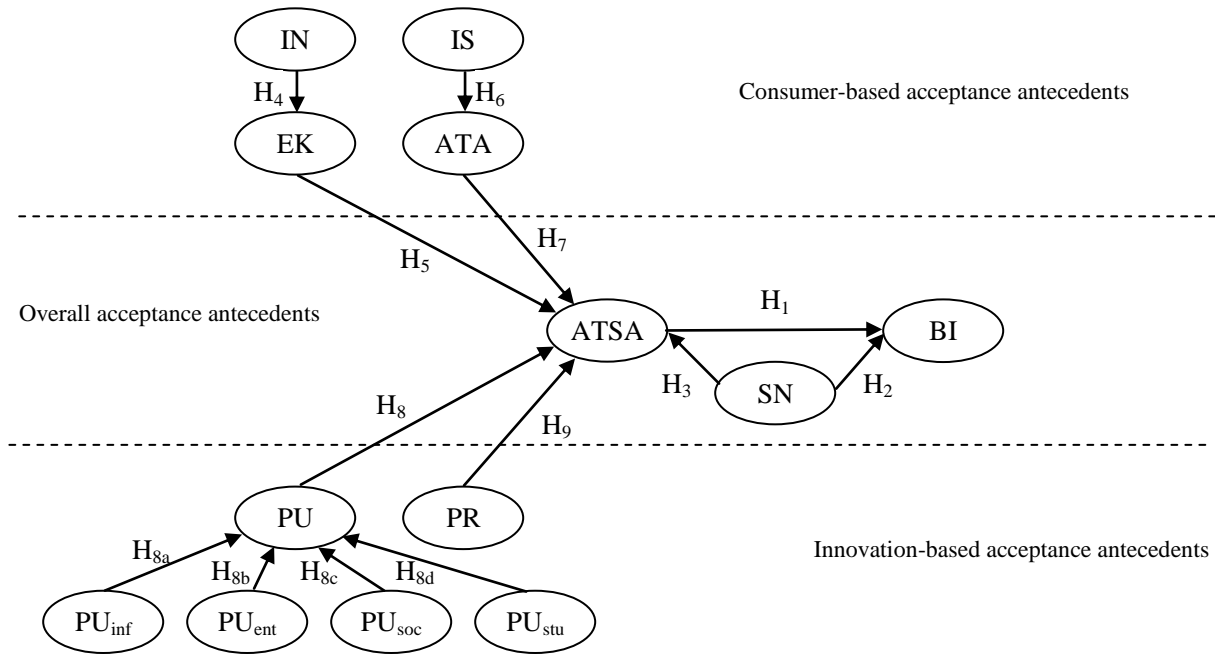 IN
IS
H4
H6
Consumer-based acceptance antecedents
EK
ATA
H5
H7
Overall acceptance antecedents
ATSA
H1
BI
H3
SN
H2
H8
H9
PU
PR
H8a
H8b
H8c
H8d
Innovation-based acceptance antecedents
PUinf
PUent
PUsoc
PUstu